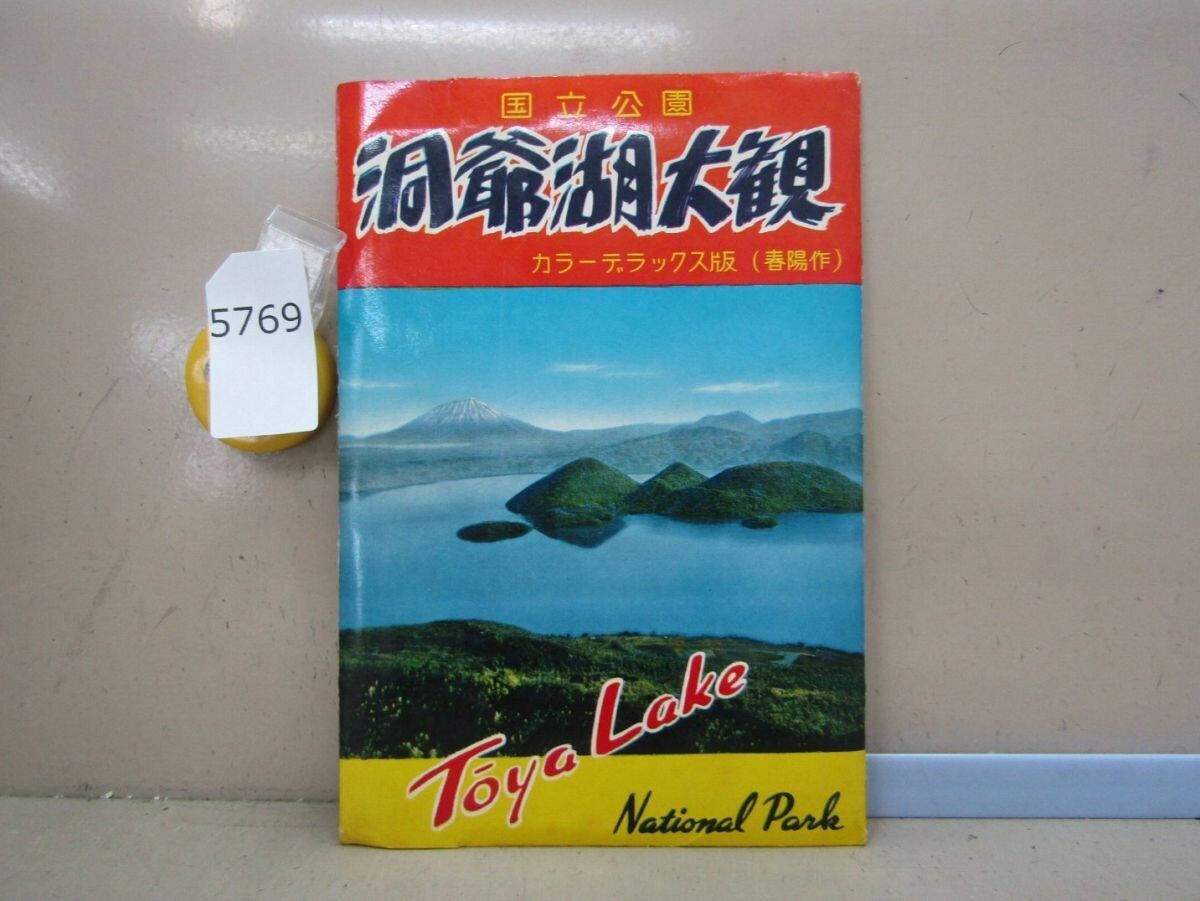 国立公園
洞爺湖大観
カラーデラックス版（春陽作）
5769
Tōya Lake
National Park